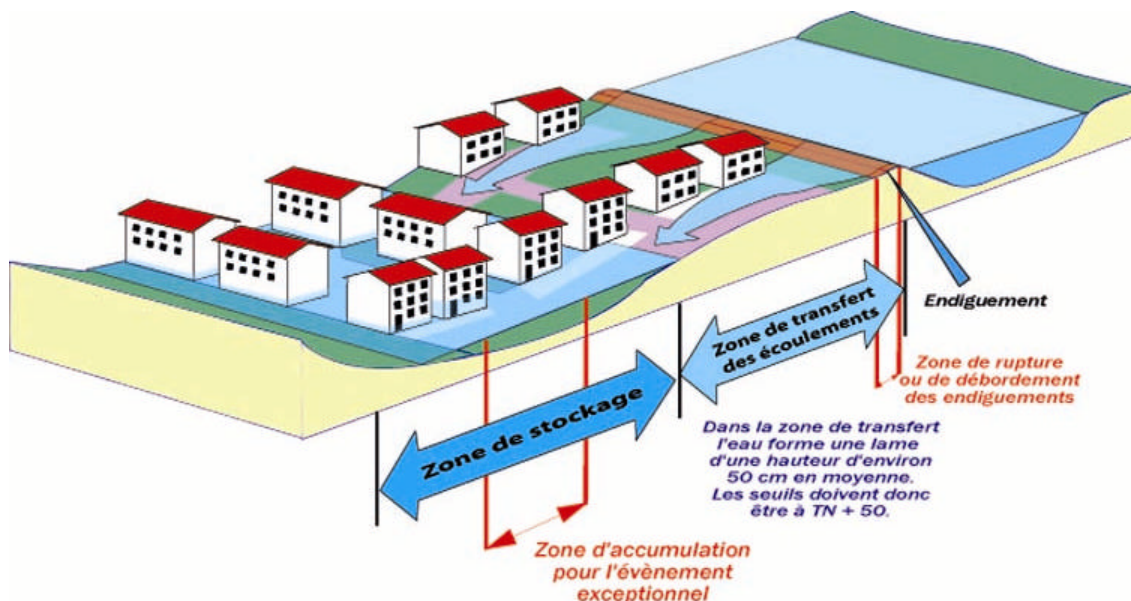 Endiguement
Zone de transfert
des écoulements
Zone de rupture
ou de débordement
des endiguements
Zone de stockage
Dans la zone de transfert
l'eau forme une lame
d'une hauteur d'environ
50 cm en moyenne.
Les seuils doivent donc
être à TN + 50.
Zone d'accumulation
pour l'évènement
exceptionnel